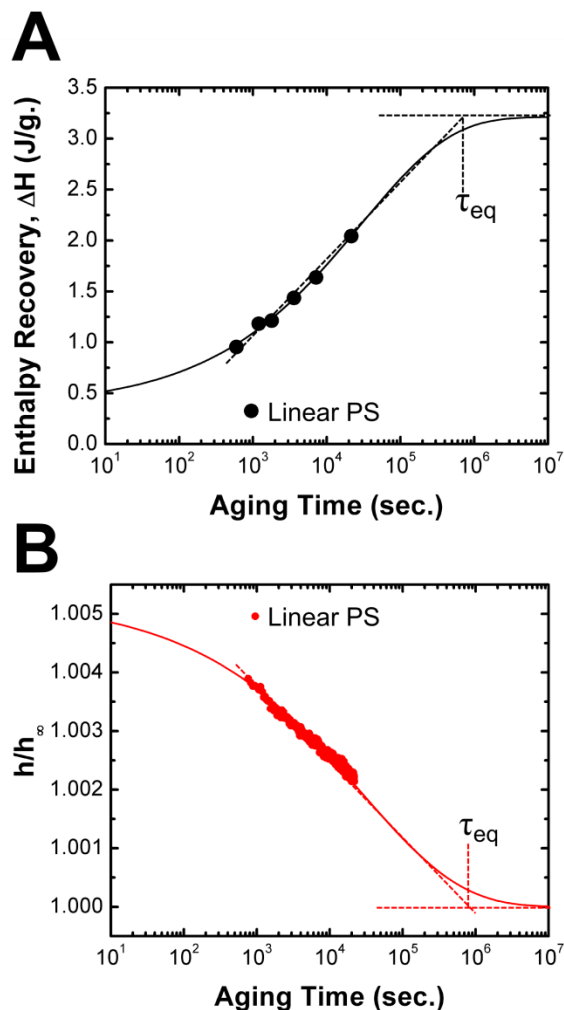 A
3.5
3.0
2.5
2.0
1.5
1.0
0.5
0.0
Enthalpy Recovery, ΔH (J/g.)
τeq
Linear PS
10¹ 10² 10³ 10⁴ 10⁵ 10⁶ 10⁷
Aging Time (sec.)
B
1.005
1.004
1.003
1.002
1.001
1.000
h/h∞
Linear PS
τeq
10¹ 10² 10³ 10⁴ 10⁵ 10⁶ 10⁷
Aging Time (sec.)